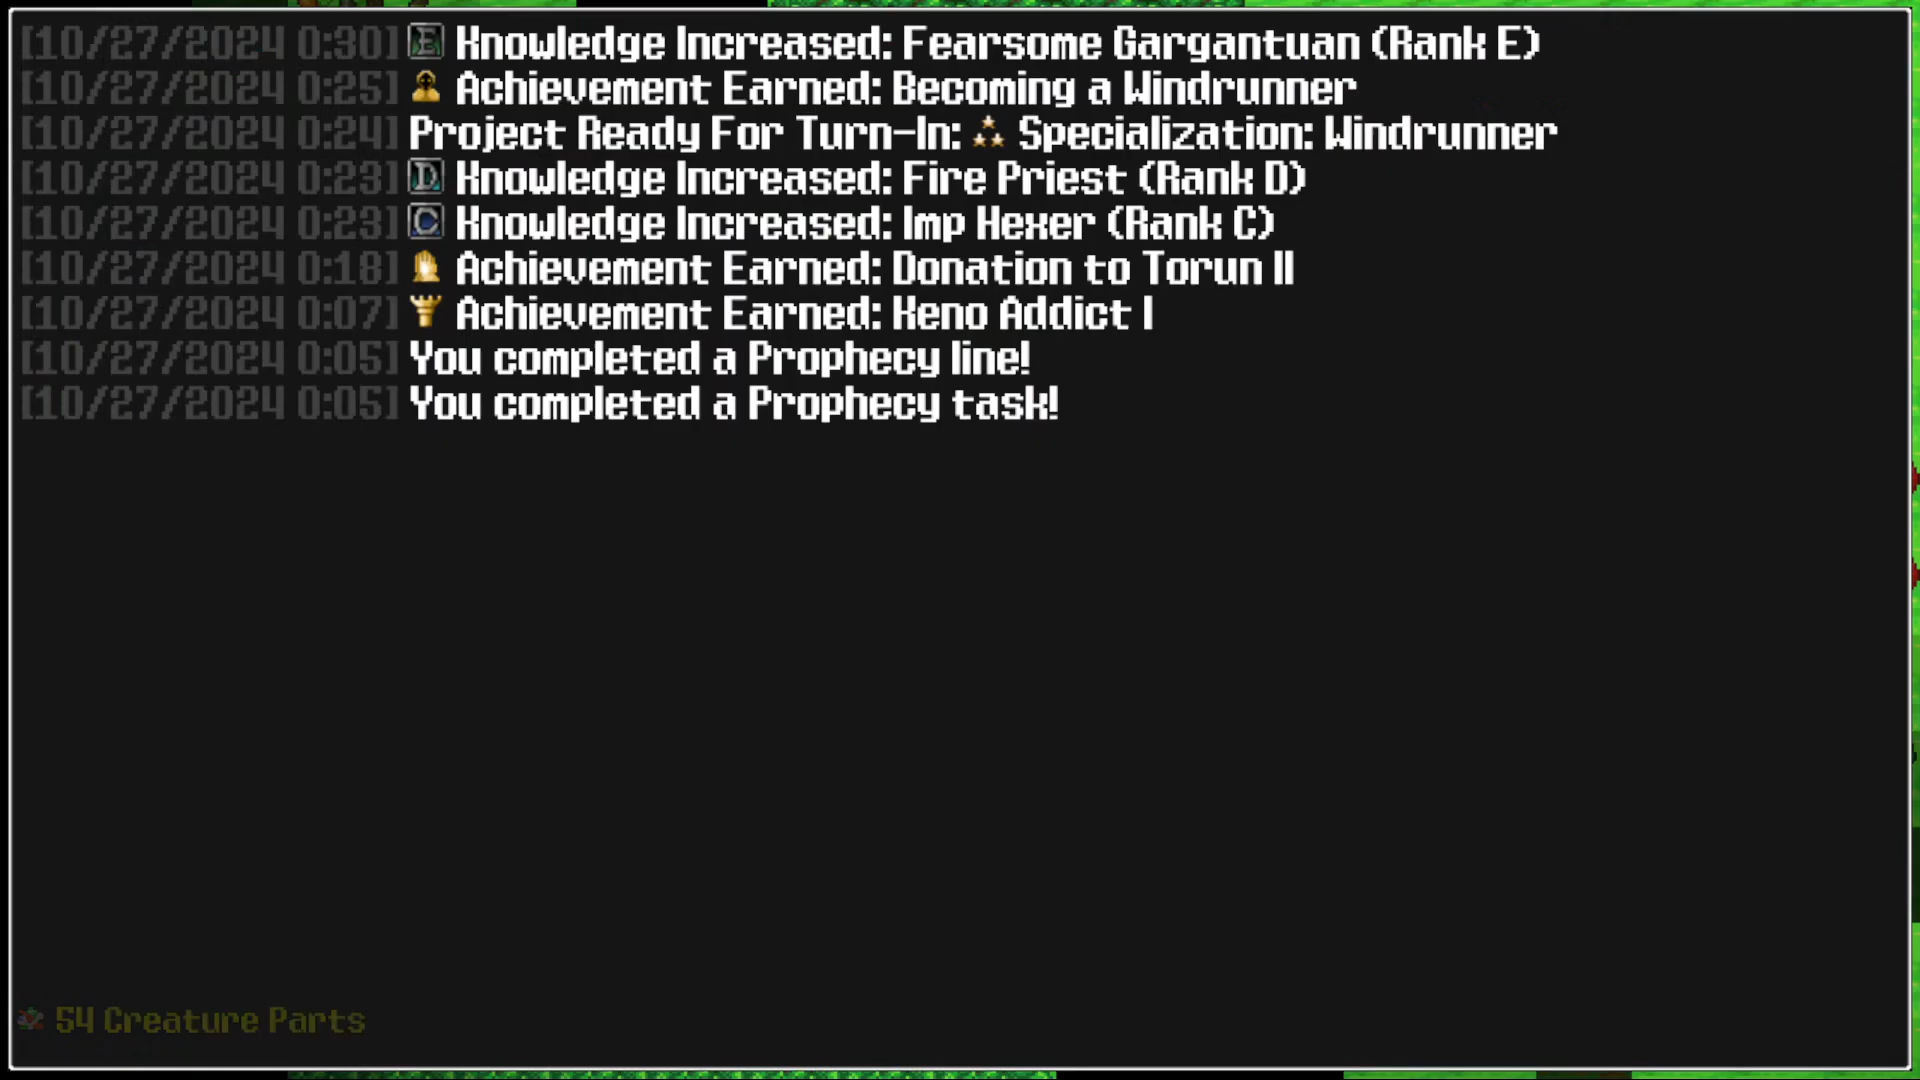 [10/27/2024 0:30] E Knowledge Increased: Fearsome Gargantuan (Rank E)
[10/27/2024 0:25] Achievement Earned: Becoming a Windrunner
[10/27/2024 0:24] Project Ready For Turn-In: Specialization: Windrunner
[10/27/2024 0:23] D Knowledge Increased: Fire Priest (Rank D)
[10/27/2024 0:23] C Knowledge Increased: Imp Hexer (Rank C)
[10/27/2024 0:18] Achievement Earned: Donation to Torun II
[10/27/2024 0:07] Achievement Earned: Keno Addict I
[10/27/2024 0:05] You completed a Prophecy line!
[10/27/2024 0:05] You completed a Prophecy task!
54 Creature Parts